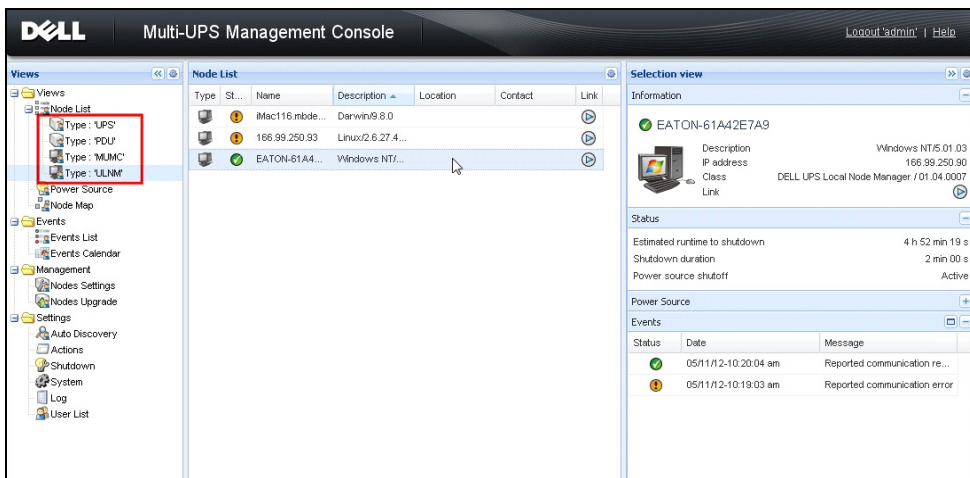 DELL Multi-UPS Management Console Logout 'admin' | Help
Views
Views
Node List
Type : 'UPS'
Type : 'PDU'
Type : 'MUMC'
Type : 'ULNM'
Power Source
Node Map
Events
Events List
Events Calendar
Management
Nodes Settings
Nodes Upgrade
Settings
Auto Discovery
Actions
Shutdown
System
Log
User List
Node List
Type St... Name Description Location Contact Link
iMac116.mbde... Darwin/9.8.0
166.99.250.93 Linux/2.6.27.4...
EATON-61A4... Windows NT/...
Selection view
Information
EATON-61A42E7A9
Description Windows NT/5.01.03
IP address 166.99.250.90
Class DELL UPS Local Node Manager / 01.04.0007
Link
Status
Estimated runtime to shutdown 4 h 52 min 19 s
Shutdown duration 2 min 00 s
Power source shutoff Active
Power Source
Events
Status Date Message
05/11/12-10:20:04 am Reported communication re...
05/11/12-10:19:03 am Reported communication error